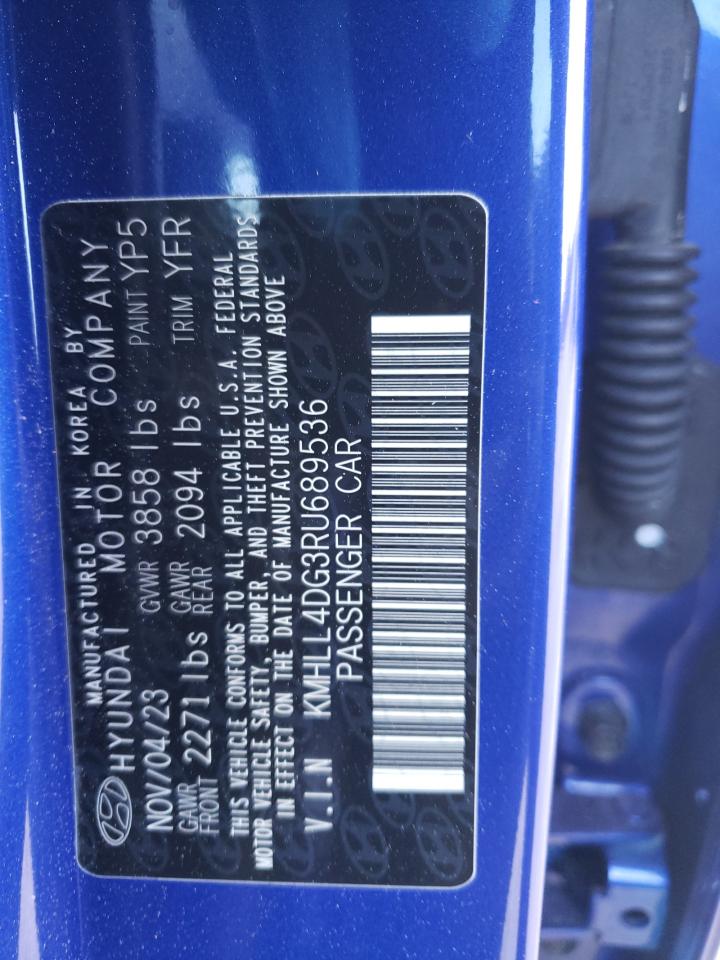 MANUFACTURED IN KOREA BY
HYUNDAI MOTOR COMPANY
NOV/04/23 GVWR 3858 lbs PAINT YP5
GAWR FRONT 2271 lbs GAWR REAR 2094 lbs TRIM YFR
THIS VEHICLE CONFORMS TO ALL APPLICABLE U.S.A. FEDERAL
MOTOR VEHICLE SAFETY, BUMPER, AND THEFT PREVENTION STANDARDS
IN EFFECT ON THE DATE OF MANUFACTURE SHOWN ABOVE
V.I.N KMHLL4DG3RU689536
PASSENGER CAR